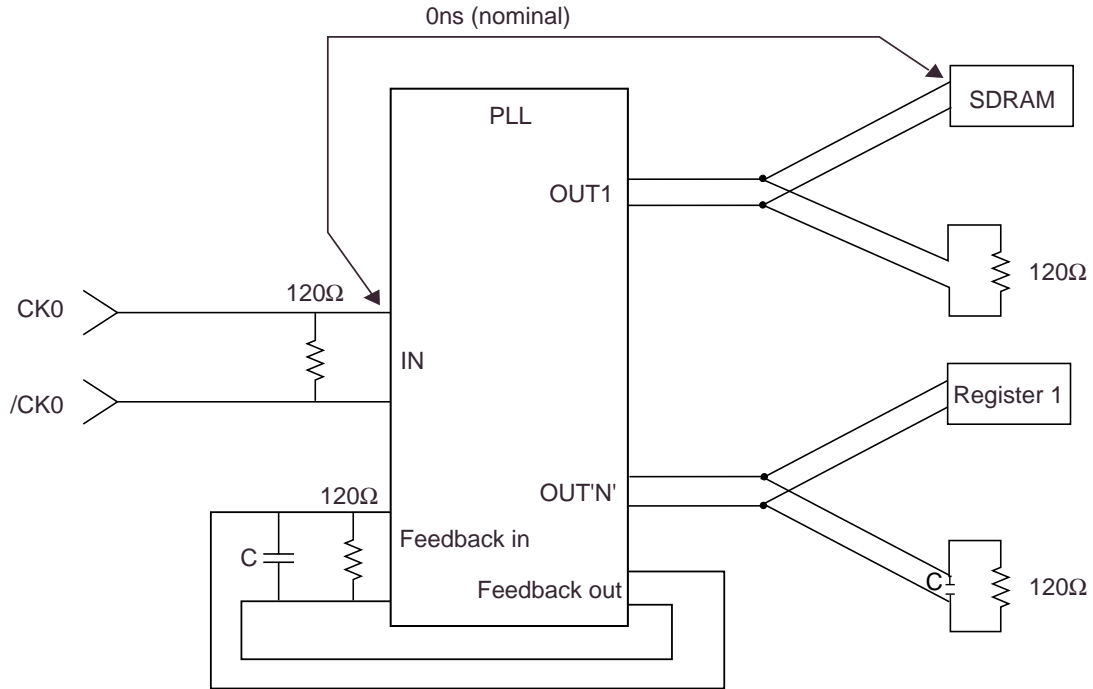 0ns (nominal)
SDRAM
PLL
OUT1
120Ω
120Ω
CK0
IN
/CK0
Register 1
120Ω
OUT'N'
C
Feedback in
Feedback out
C
120Ω